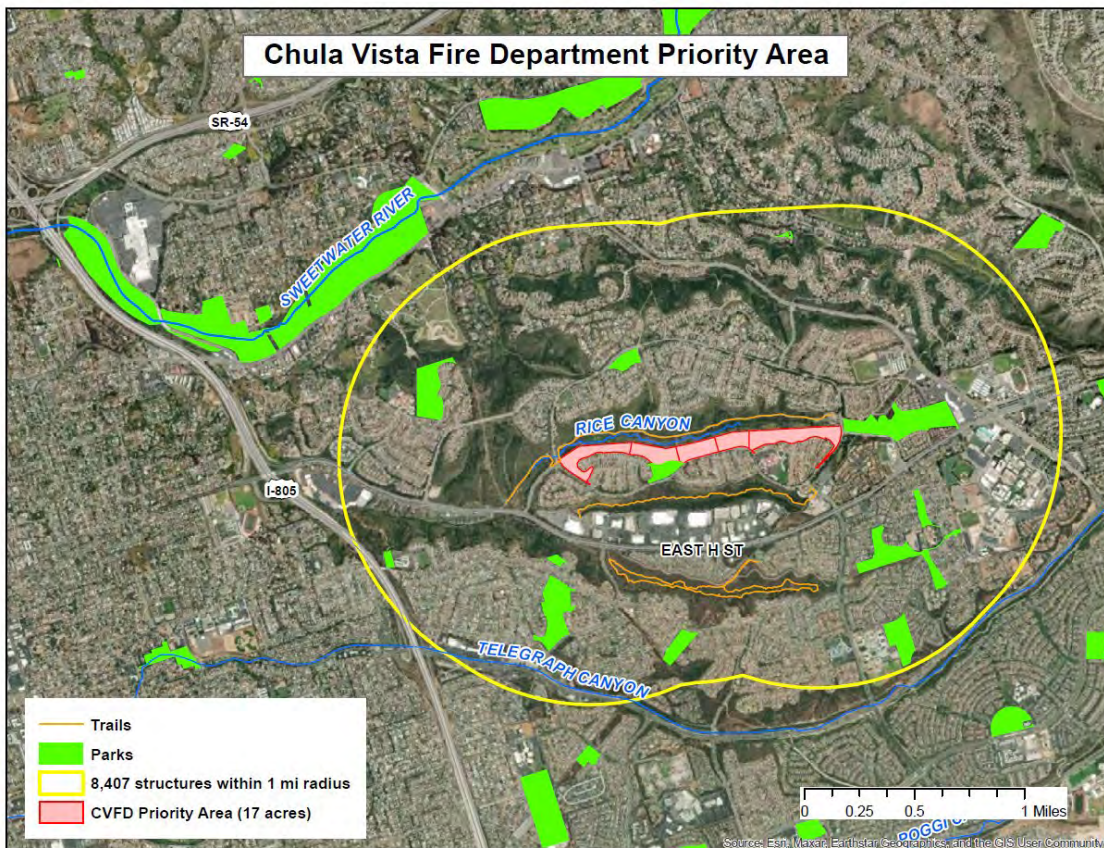 Chula Vista Fire Department Priority Area
SR-54
SWEETWATER RIVER
RICE CANYON
I-805
EAST H ST
TELEGRAPH CANYON
Trails
Parks
8,407 structures within 1 mi radius
CVFD Priority Area (17 acres)
0 0.25 0.5 1 Miles
POGGI
Source: Esri, Maxar, Earthstar Geographics, and the GIS User Community